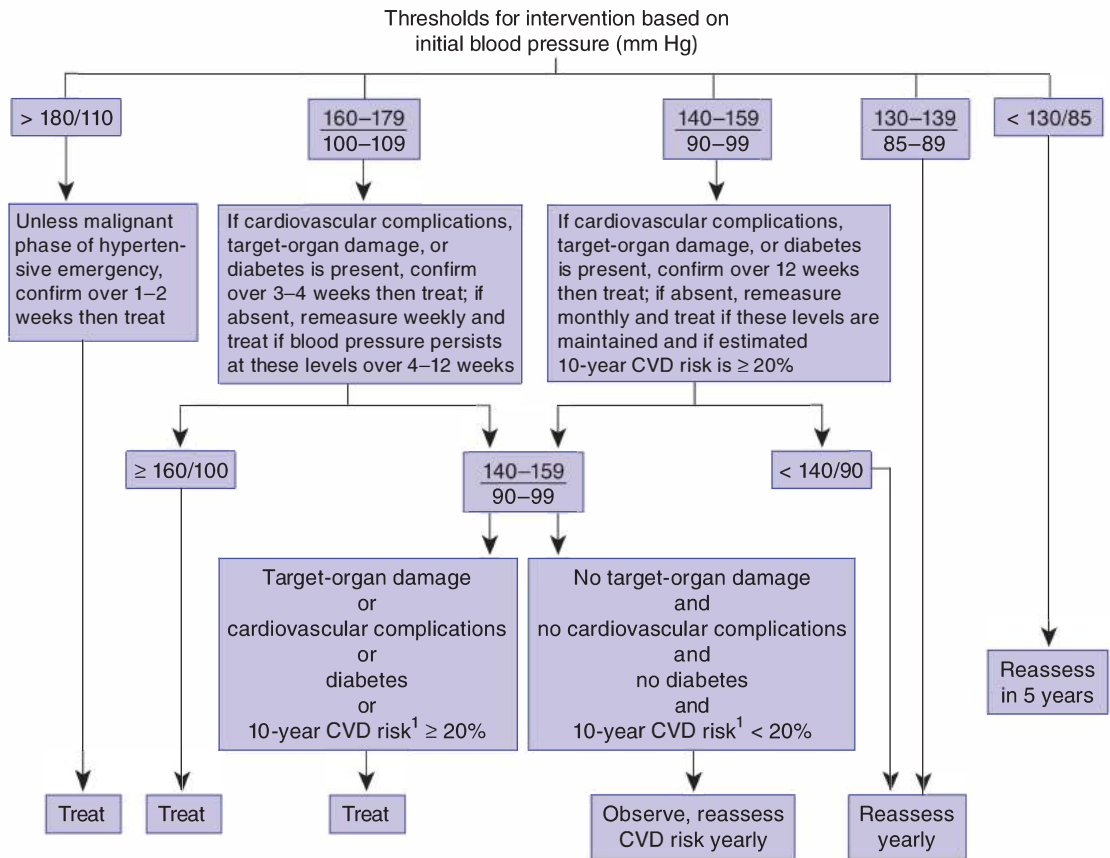 Thresholds for intervention based on
initial blood pressure (mm Hg)
> 180/110
160–179
100–109
140–159
90–99
130–139
85–89
< 130/85
Unless malignant
phase of hyperten-
sive emergency,
confirm over 1–2
weeks then treat
If cardiovascular complications,
target-organ damage, or
diabetes is present, confirm
over 3–4 weeks then treat; if
absent, remeasure weekly and
treat if blood pressure persists
at these levels over 4–12 weeks
If cardiovascular complications,
target-organ damage, or diabetes
is present, confirm over 12 weeks
then treat; if absent, remeasure
monthly and treat if these levels are
maintained and if estimated
10-year CVD risk is ≥ 20%
≥ 160/100
140–159
90–99
< 140/90
Target-organ damage
or
cardiovascular complications
or
diabetes
or
10-year CVD risk¹ ≥ 20%
No target-organ damage
and
no cardiovascular complications
and
no diabetes
and
10-year CVD risk¹ < 20%
Reassess
in 5 years
Treat
Treat
Treat
Observe, reassess
CVD risk yearly
Reassess
yearly